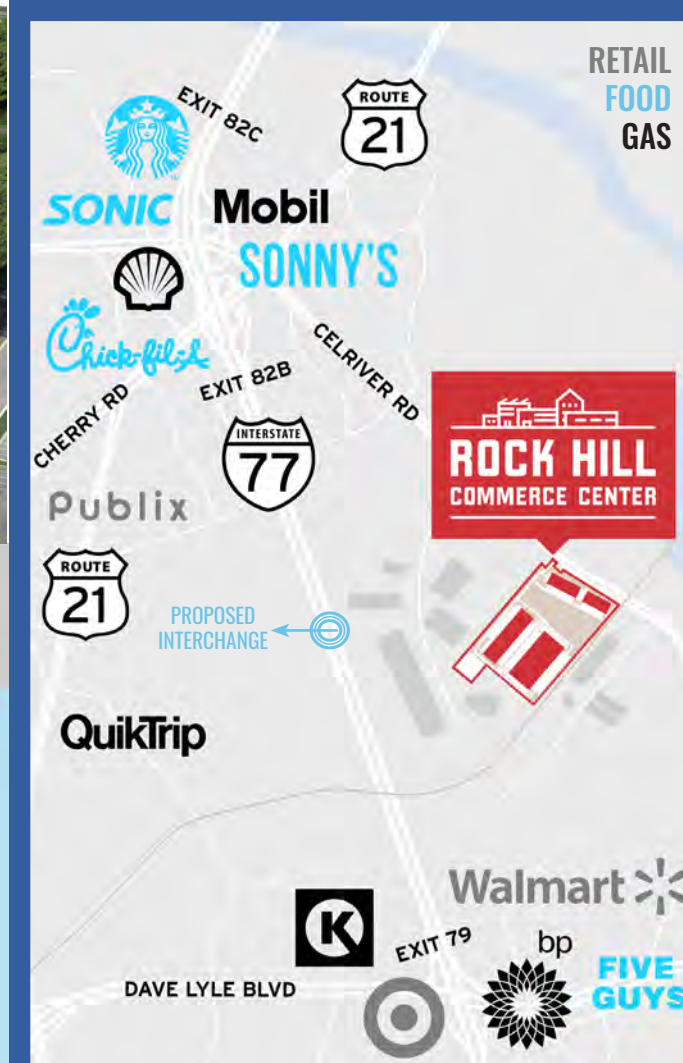 RETAIL
FOOD
GAS
EXIT 82C
ROUTE
21
SONIC
Mobil
SONNY'S
Chick-fil-A
CELRIVER RD
EXIT 82B
CHERRY RD
INTERSTATE
77
ROCK HILL
COMMERCE CENTER
Publix
ROUTE
21
PROPOSED
INTERCHANGE
QuikTrip
Walmart
K
EXIT 79
bp
FIVE
GUYS
DAVE LYLE BLVD